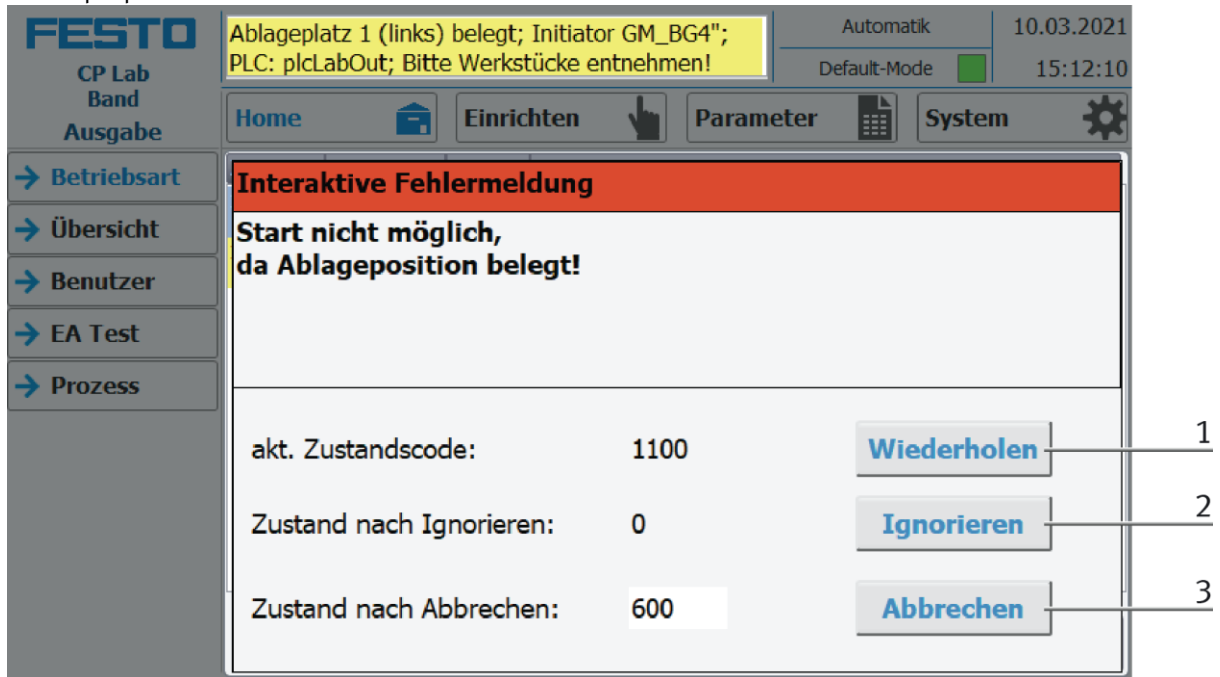 FESTO
CP Lab
Band
Ausgabe
Ablageplatz 1 (links) belegt; Initiator GM_BG4";
PLC: plcLabOut; Bitte Werkstücke entnehmen!
Automatik
Default-Mode
10.03.2021
15:12:10
Home
Einrichten
Parameter
System
Betriebsart
Übersicht
Benutzer
EA Test
Prozess
Interaktive Fehlermeldung
Start nicht möglich,
da Ablageposition belegt!
akt. Zustandscode: 1100 Wiederholen 1
Zustand nach Ignorieren: 0 Ignorieren 2
Zustand nach Abbrechen: 600 Abbrechen 3